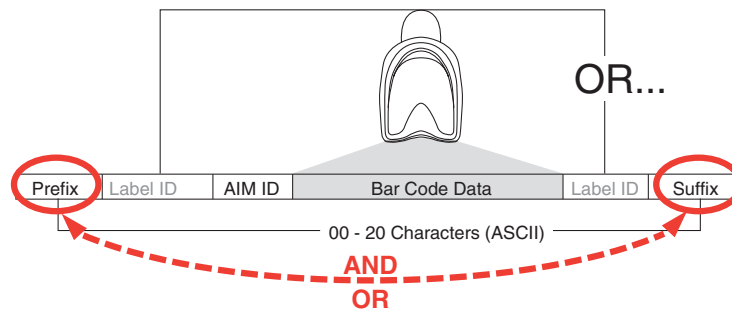 OR...
Prefix Label ID AIM ID Bar Code Data Label ID Suffix
00 - 20 Characters (ASCII)
AND
OR